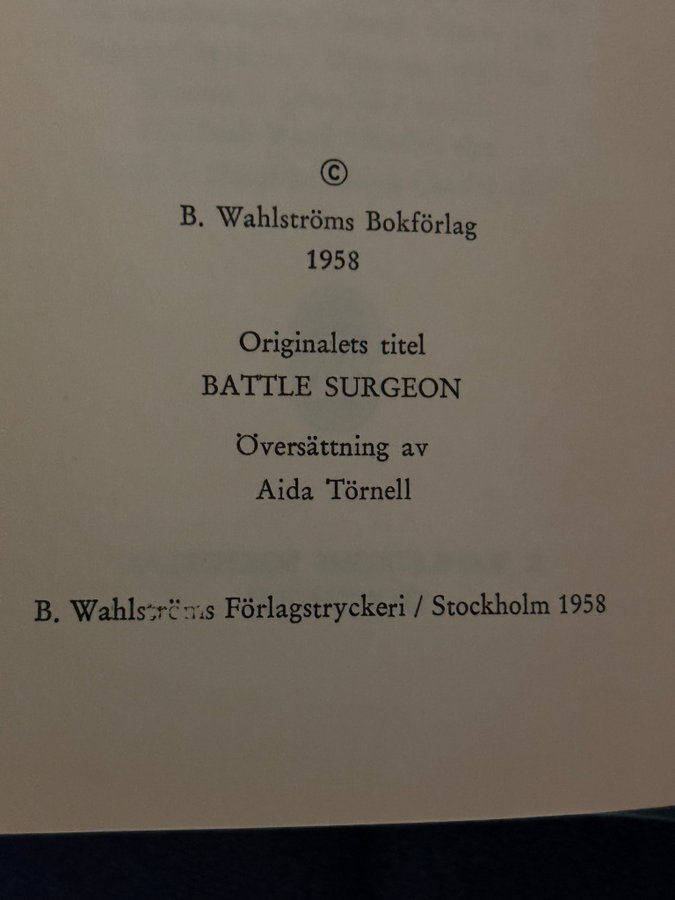 ©
B. Wahlströms Bokförlag
1958
Originalets titel
BATTLE SURGEON
Översättning av
Aida Törnell
B. Wahlströms Förlagstryckeri / Stockholm 1958